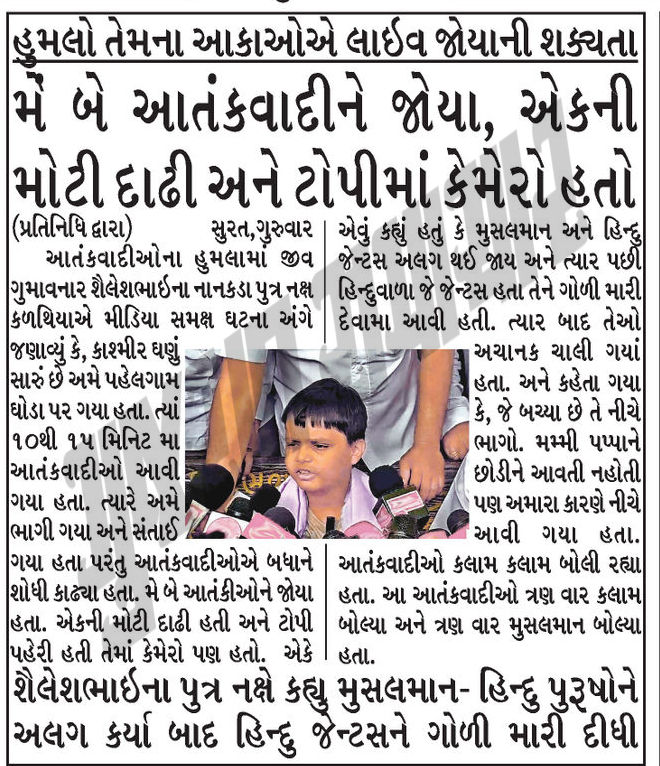 હુમલો તેમના આકાઓએ લાઇવ જોયાની શક્યતા
મેં બે આતંકવાદીને જોયા, એકની
મોટી દાઢી અને ટોપીમાં કેમેરો હતો
(પ્રતિનિધિ દ્વારા) સુરત,ગુરુવાર
આતંકવાદીઓના હુમલામાં જીવ
ગુમાવનાર શૈલેશભાઇના નાનકડા પુત્ર નક્ષ
કળથિયાએ મીડિયા સમક્ષ ઘટના અંગે
જણાવ્યું કે, કાશ્મીર ઘણું
સારું છે અમે પહેલગામ
ઘોડા પર ગયા હતા. ત્યાં
૧૦થી ૧૫ મિનિટ મા
આતંકવાદીઓ આવી
ગયા હતા. ત્યારે અમે
ભાગી ગયા અને સંતાઈ
ગયા હતા પરંતુ આતંકવાદીઓએ બધાને
શોધી કાઢ્યા હતા. મે બે આતંકીઓને જોયા
હતા. એકની મોટી દાઢી હતી અને ટોપી
પહેરી હતી તેમાં કેમેરો પણ હતો. એકે
એવું કહ્યું હતું કે મુસલમાન અને હિન્દુ
જેન્ટસ અલગ થઈ જાય અને ત્યાર પછી
હિન્દુવાળા જે જેન્ટસ હતા તેને ગોળી મારી
દેવામા આવી હતી. ત્યાર બાદ તેઓ
અચાનક ચાલી ગયાં
હતા. અને કહેતા ગયા
કે, જે બચ્યા છે તે નીચે
ભાગો. મમ્મી પપ્પાને
છોડીને આવતી નહોતી
પણ અમારા કારણે નીચે
આવી ગયા હતા.
આતંકવાદીઓ કલામ કલામ બોલી રહ્યા
હતા. આ આતંકવાદીઓ ત્રણ વાર કલામ
બોલ્યા અને ત્રણ વાર મુસલમાન બોલ્યા
હતા.
શૈલેશભાઇના પુત્ર નક્ષે કહ્યુ મુસલમાન- હિન્દુ પુરૂષોને
અલગ કર્યા બાદ હિન્દુ જેન્ટસને ગોળી મારી દીધી